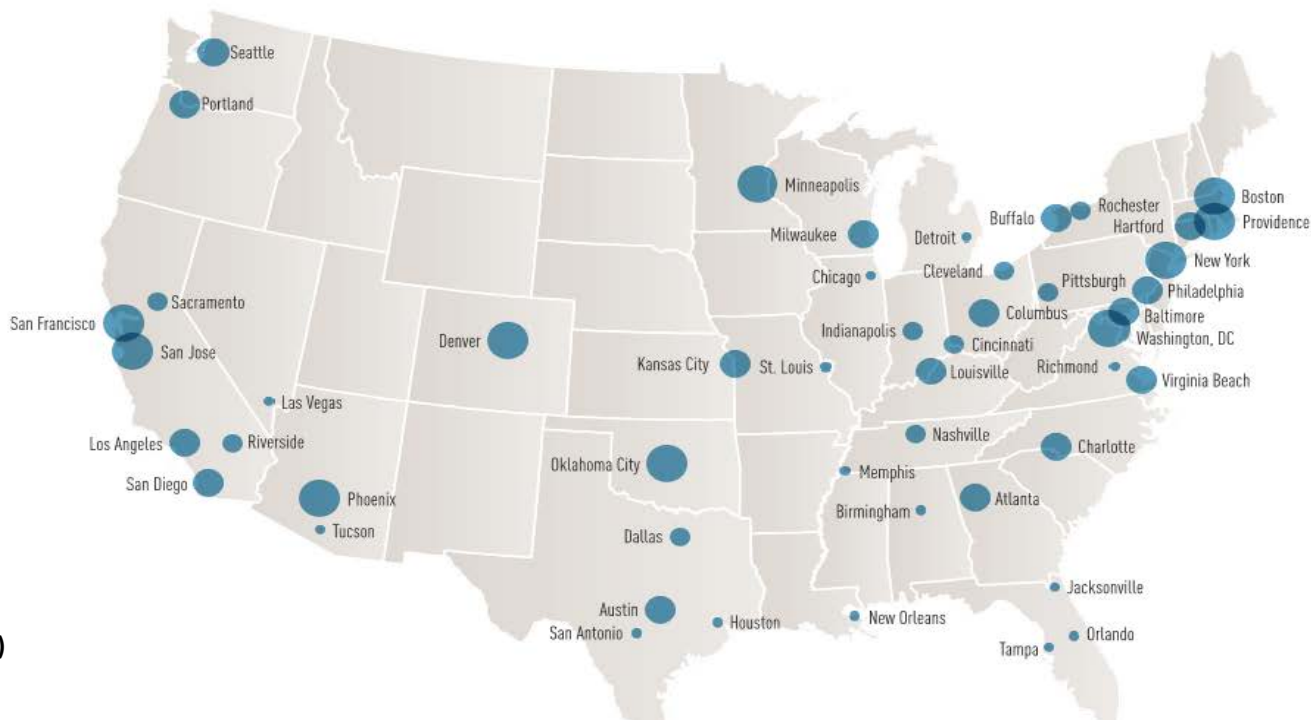 Seattle
Portland
Minneapolis
Boston
Rochester
Buffalo
Hartford
Providence
Milwaukee
Detroit
New York
Chicago
Cleveland
Pittsburgh
Philadelphia
Sacramento
Columbus
Baltimore
San Francisco
Indianapolis
Denver
Cincinnati
Washington, DC
San Jose
Kansas City
St. Louis
Richmond
Louisville
Virginia Beach
Las Vegas
Nashville
Los Angeles
Riverside
Charlotte
Oklahoma City
Memphis
San Diego
Phoenix
Atlanta
Birmingham
Tucson
Dallas
Jacksonville
Austin
New Orleans
Houston
San Antonio
Orlando
)
Tampa